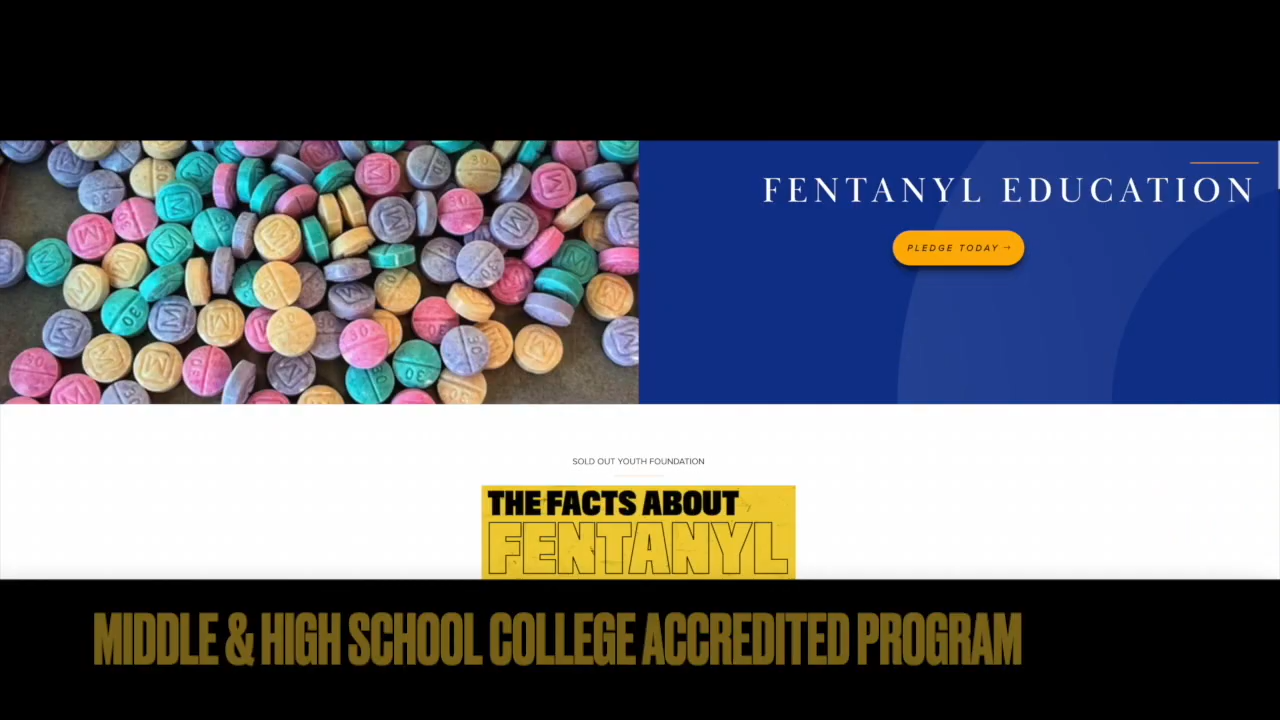 FENTANYL EDUCATION
PLEDGE TODAY →
SOLD OUT YOUTH FOUNDATION
THE FACTS ABOUT
FENTANYL
MIDDLE & HIGH SCHOOL COLLEGE ACCREDITED PROGRAM